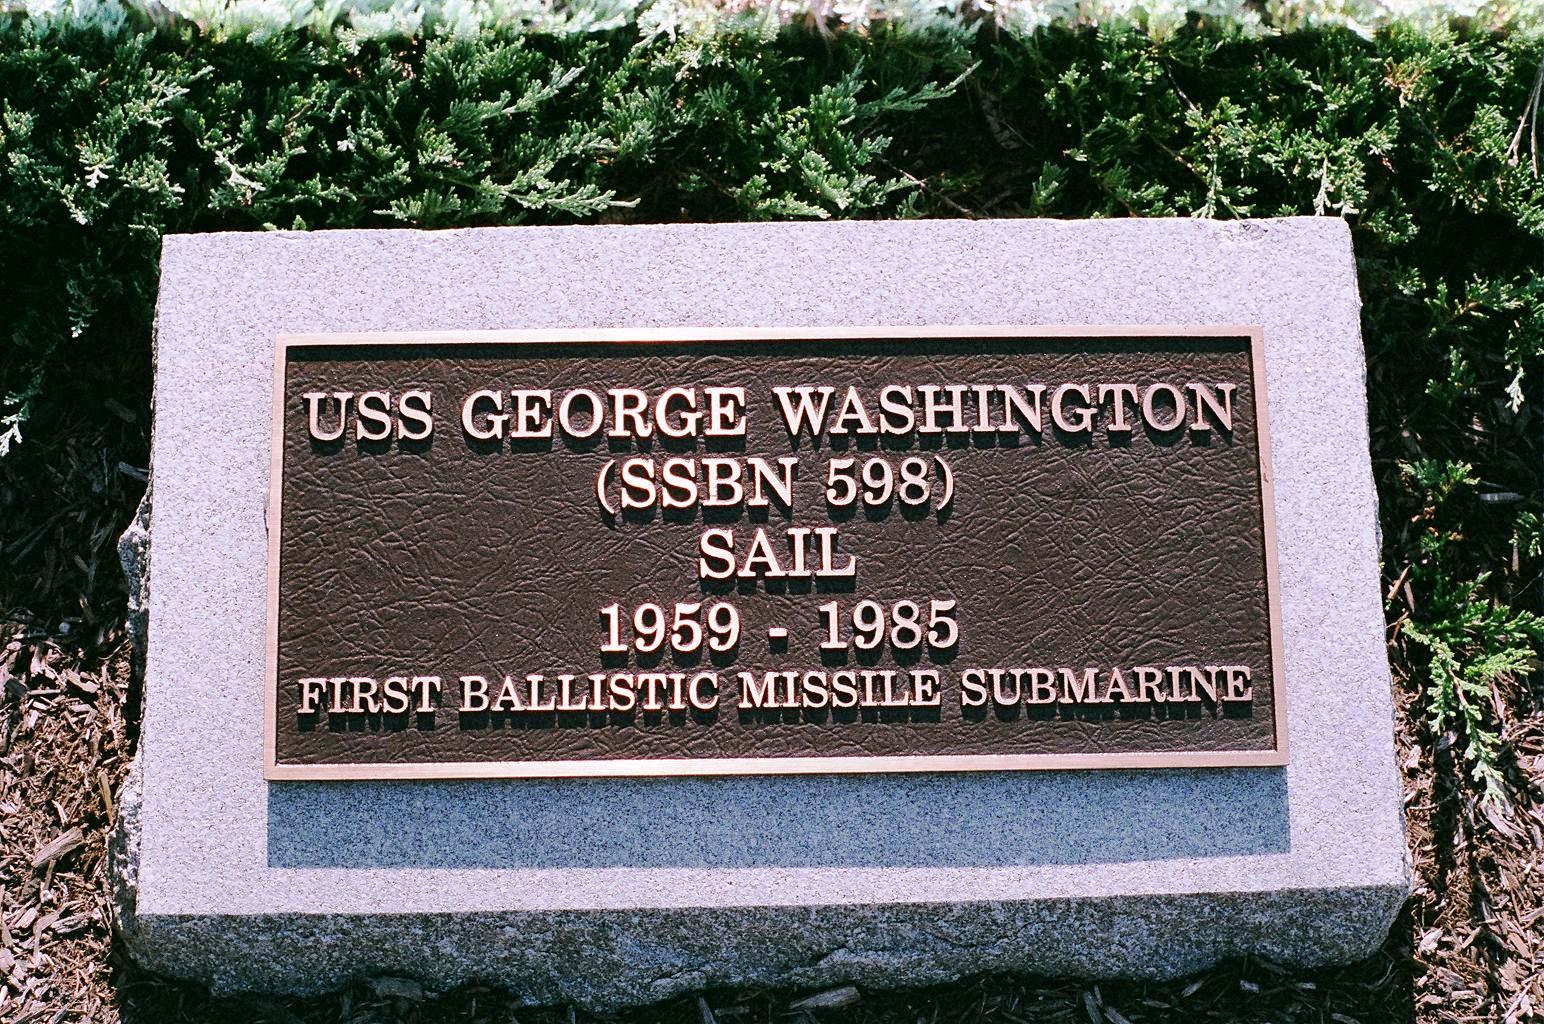 USS GEORGE WASHINGTON
(SSBN 598)
SAIL
1959 - 1985
FIRST BALLISTIC MISSILE SUBMARINE